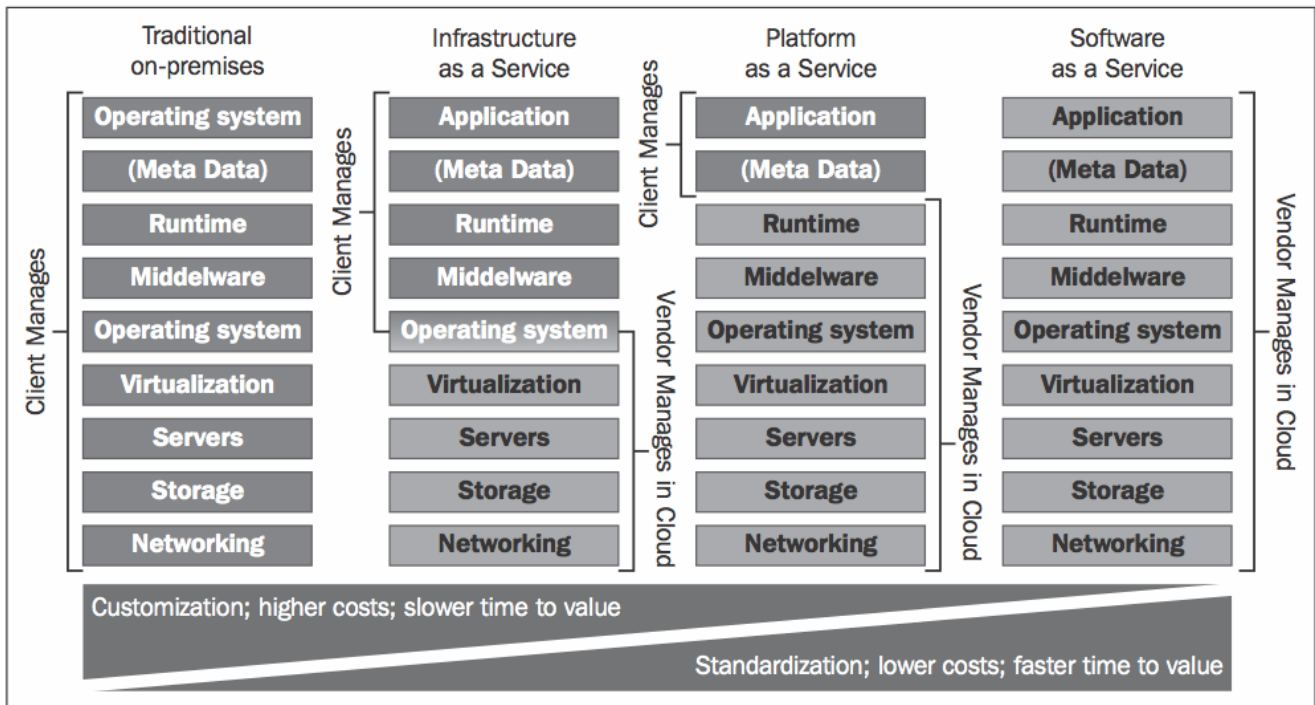 Traditional
on-premises
Client Manages
Operating system
(Meta Data)
Runtime
Middelware
Operating system
Virtualization
Servers
Storage
Networking
Infrastructure
as a Service
Client Manages
Application
(Meta Data)
Runtime
Middelware
Operating system
Virtualization
Servers
Storage
Networking
Vendor Manages in Cloud
Platform
as a Service
Client Manages
Application
(Meta Data)
Runtime
Middelware
Operating system
Virtualization
Servers
Storage
Networking
Vendor Manages in Cloud
Software
as a Service
Application
(Meta Data)
Runtime
Middelware
Operating system
Virtualization
Servers
Storage
Networking
Vendor Manages in Cloud
Customization; higher costs; slower time to value
Standardization; lower costs; faster time to value